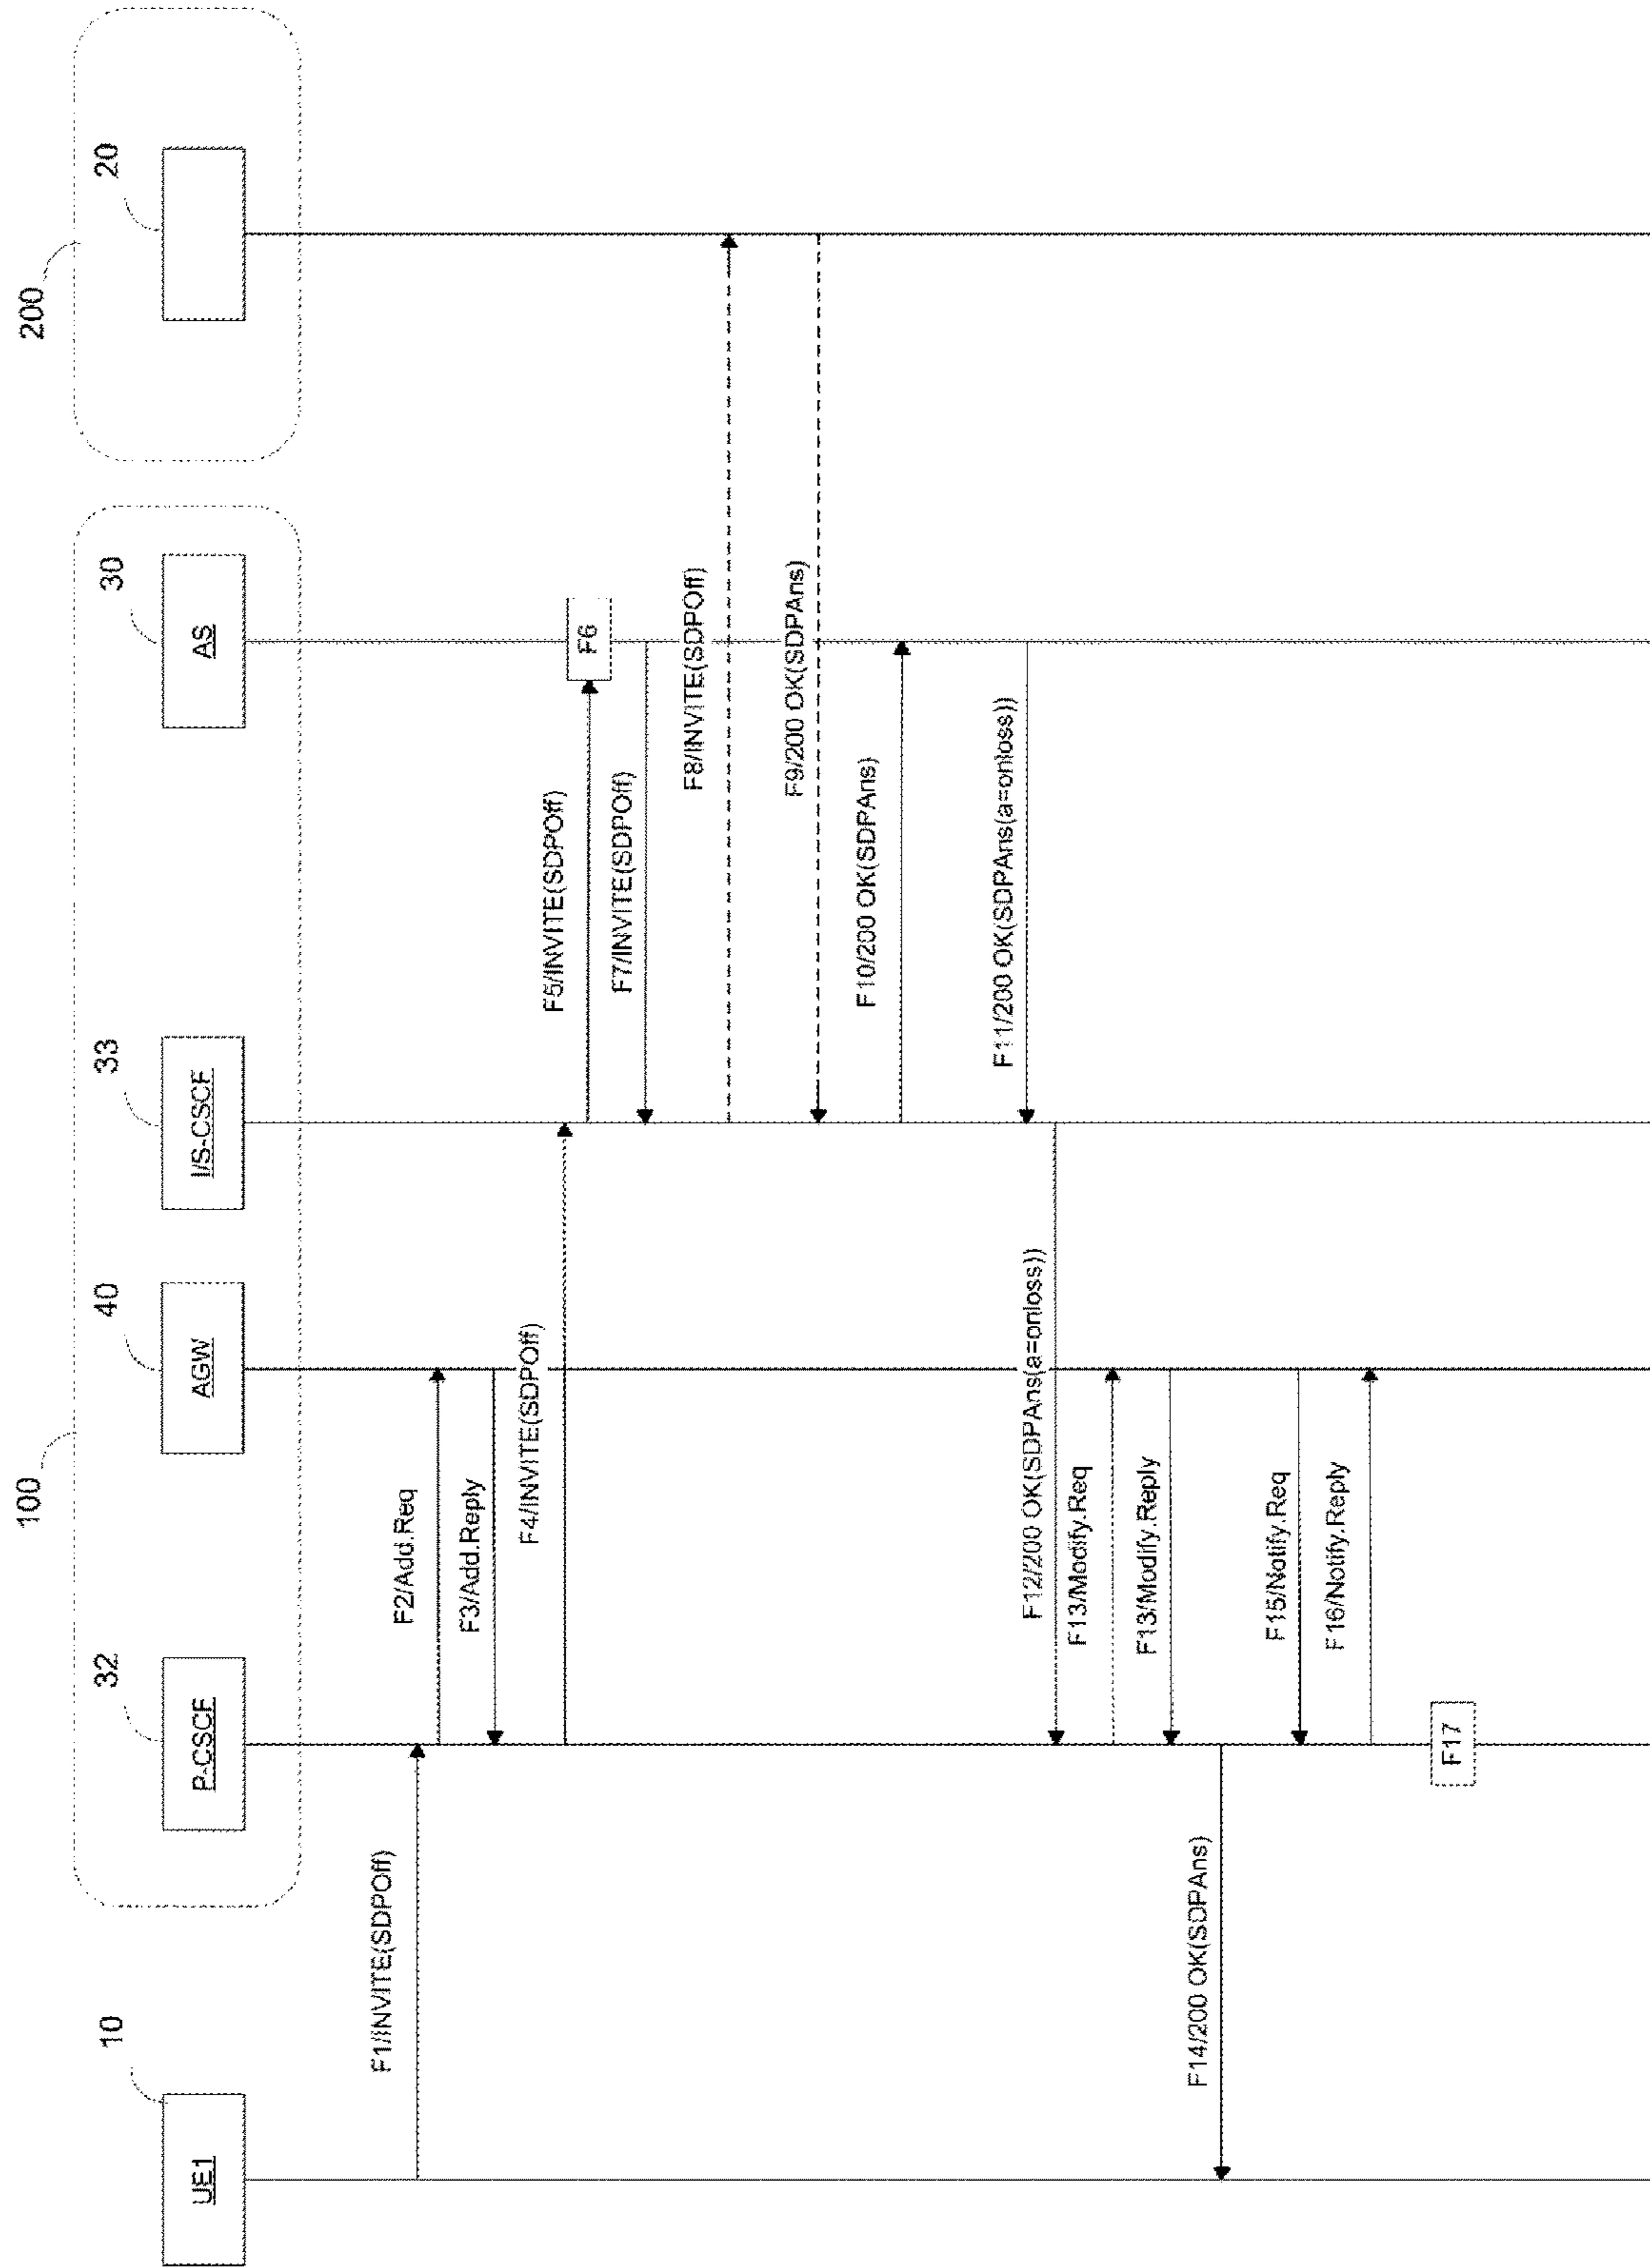 10
100
200
32
40
33
30
20
UE1
P-CSCF
AGW
I/S-CSCF
AS
F1/INVITE(SDPOff)
F2/Add.Req
F3/Add.Reply
F4/INVITE(SDPOff)
F5/INVITE(SDPOff)
F6
F7/INVITE(SDPOff)
F8/INVITE(SDPOff)
F9/200 OK(SDPAns)
F10/200 OK(SDPAns)
F11/200 OK(SDPAns(a=onloss))
F12/200 OK(SDPAns(a=onloss))
F13/Modify.Req
F13/Modify.Reply
F14/200 OK(SDPAns)
F15/Notify.Req
F16/Notify.Reply
F17